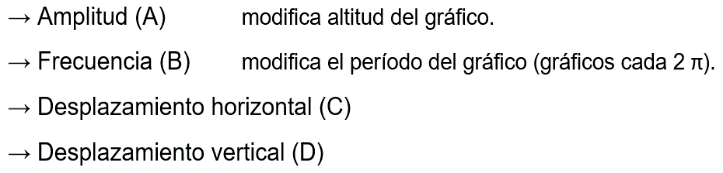 → Amplitud (A) modifica altitud del gráfico.
→ Frecuencia (B) modifica el período del gráfico (gráficos cada 2 π).
→ Desplazamiento horizontal (C)
→ Desplazamiento vertical (D)